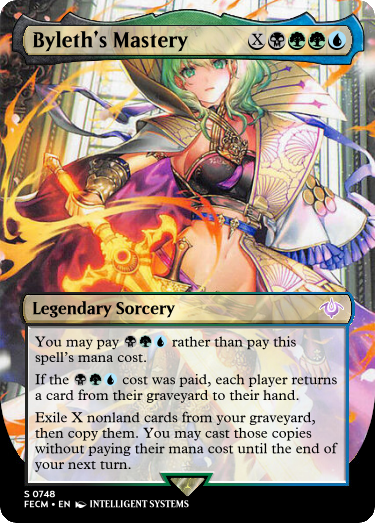 Byleth's Mastery X
Legendary Sorcery
You may pay rather than pay this
spell's mana cost.
If the cost was paid, each player returns
a card from their graveyard to their hand.
Exile X nonland cards from your graveyard,
then copy them. You may cast those copies
without paying their mana cost until the end of
your next turn.
S 0748
FECM • EN INTELLIGENT SYSTEMS